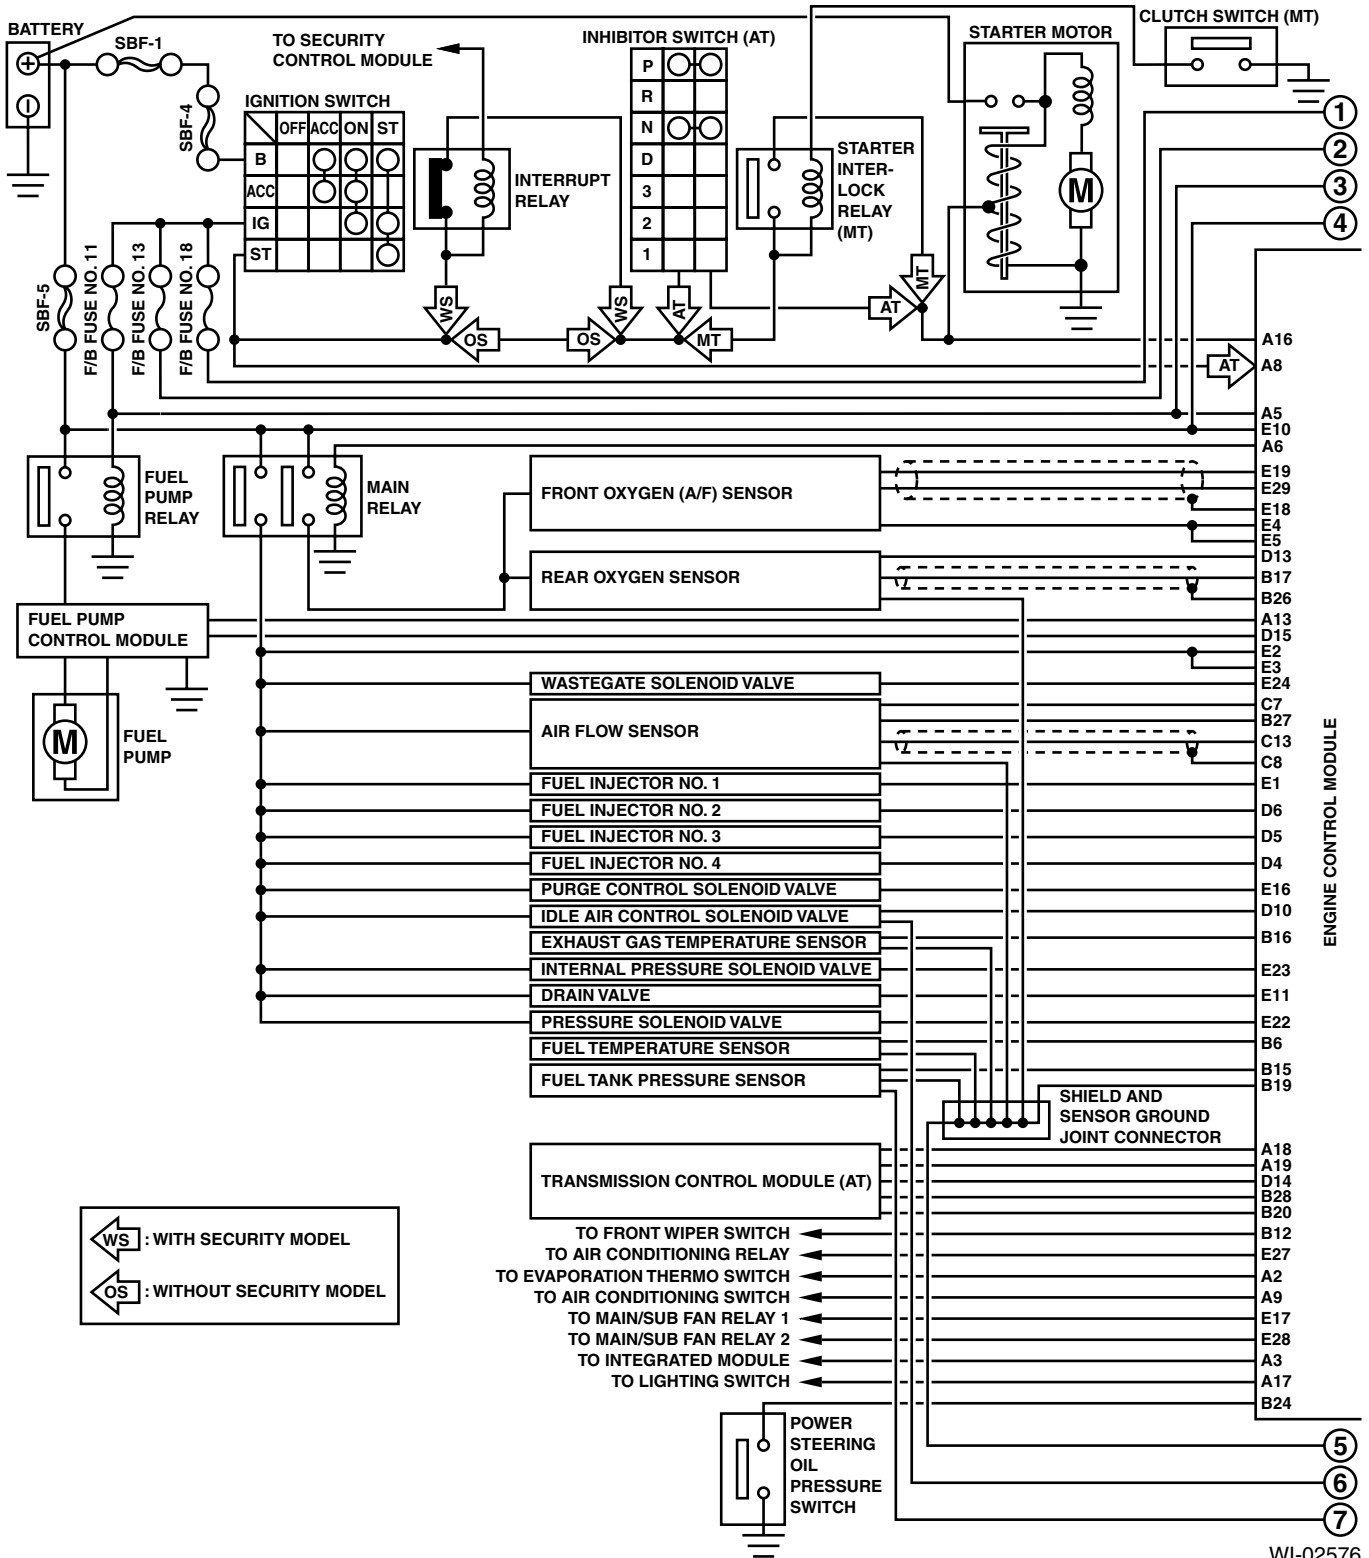 BATTERY
SBF-1
SBF-4
TO SECURITY
CONTROL MODULE
IGNITION SWITCH
OFF ACC ON ST
B
ACC
IG
ST
INTERRUPT
RELAY
INHIBITOR SWITCH (AT)
P
R
N
D
3
2
1
STARTER
INTER-
LOCK
RELAY
(MT)
STARTER MOTOR
M
CLUTCH SWITCH (MT)
1
2
3
4
SBF-5
F/B FUSE NO. 11
F/B FUSE NO. 13
F/B FUSE NO. 18
WS
OS
OS
WS
AT
MT
AT
MT
AT
FUEL
PUMP
RELAY
MAIN
RELAY
FUEL PUMP
CONTROL MODULE
M
FUEL
PUMP
FRONT OXYGEN (A/F) SENSOR
REAR OXYGEN SENSOR
WASTEGATE SOLENOID VALVE
AIR FLOW SENSOR
FUEL INJECTOR NO. 1
FUEL INJECTOR NO. 2
FUEL INJECTOR NO. 3
FUEL INJECTOR NO. 4
PURGE CONTROL SOLENOID VALVE
IDLE AIR CONTROL SOLENOID VALVE
EXHAUST GAS TEMPERATURE SENSOR
INTERNAL PRESSURE SOLENOID VALVE
DRAIN VALVE
PRESSURE SOLENOID VALVE
FUEL TEMPERATURE SENSOR
FUEL TANK PRESSURE SENSOR
SHIELD AND
SENSOR GROUND
JOINT CONNECTOR
TRANSMISSION CONTROL MODULE (AT)
TO FRONT WIPER SWITCH
TO AIR CONDITIONING RELAY
TO EVAPORATION THERMO SWITCH
TO AIR CONDITIONING SWITCH
TO MAIN/SUB FAN RELAY 1
TO MAIN/SUB FAN RELAY 2
TO INTEGRATED MODULE
TO LIGHTING SWITCH
POWER
STEERING
OIL
PRESSURE
SWITCH
A16
A8
A5
E10
A6
E19
E29
E18
E4
E5
D13
B17
B26
A13
D15
E2
E3
E24
C7
B27
C13
C8
E1
D6
D5
D4
E16
D10
B16
E23
E11
E22
B6
B15
B19
A18
A19
D14
B28
B20
B12
E27
A2
A9
E17
E28
A3
A17
B24
ENGINE CONTROL MODULE
WS : WITH SECURITY MODEL
OS : WITHOUT SECURITY MODEL
5
6
7
WI-02576